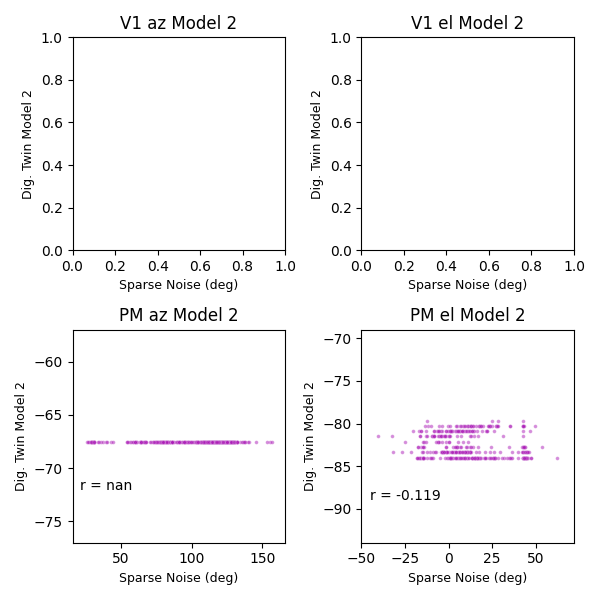 V1 az Model 2
V1 el Model 2
1.0
0.8
0.6
0.4
0.2
0.0
Dig. Twin Model 2
0.0 0.2 0.4 0.6 0.8 1.0
Sparse Noise (deg)
1.0
0.8
0.6
0.4
0.2
0.0
Dig. Twin Model 2
0.0 0.2 0.4 0.6 0.8 1.0
Sparse Noise (deg)
PM az Model 2
PM el Model 2
−60
−65
−70
−75
Dig. Twin Model 2
r = nan
50 100 150
Sparse Noise (deg)
−70
−75
−80
−85
−90
Dig. Twin Model 2
r = -0.119
−50 −25 0 25 50
Sparse Noise (deg)